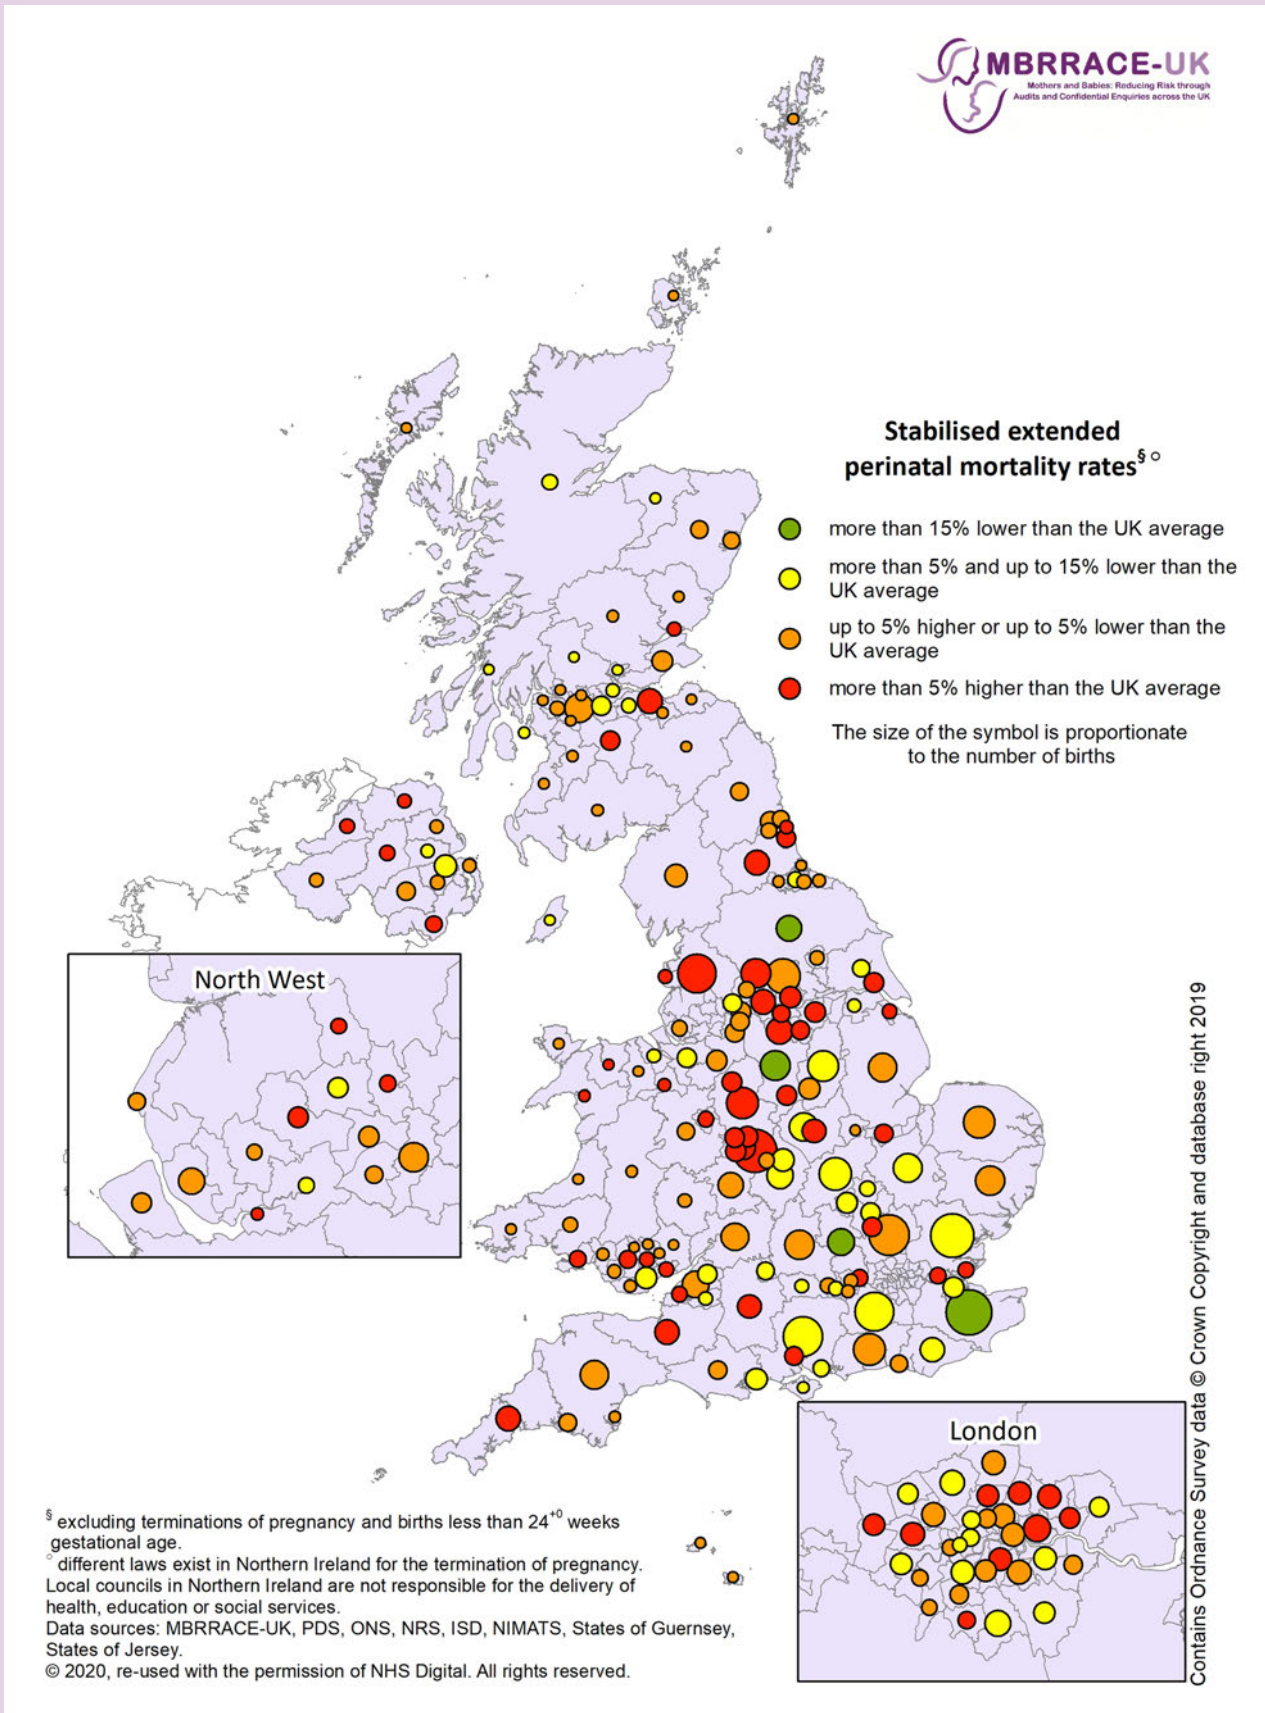 MBRRACE-UK
Mothers and Babies: Reducing Risk through
Audits and Confidential Enquiries across the UK
Stabilised extended
perinatal mortality rates§ ○
more than 15% lower than the UK average
more than 5% and up to 15% lower than the
UK average
up to 5% higher or up to 5% lower than the
UK average
more than 5% higher than the UK average
The size of the symbol is proportionate
to the number of births
North West
London
§ excluding terminations of pregnancy and births less than 24+0 weeks
gestational age.
○ different laws exist in Northern Ireland for the termination of pregnancy.
Local councils in Northern Ireland are not responsible for the delivery of
health, education or social services.
Data sources: MBRRACE-UK, PDS, ONS, NRS, ISD, NIMATS, States of Guernsey,
States of Jersey.
© 2020, re-used with the permission of NHS Digital. All rights reserved.
Contains Ordnance Survey data © Crown Copyright and database right 2019